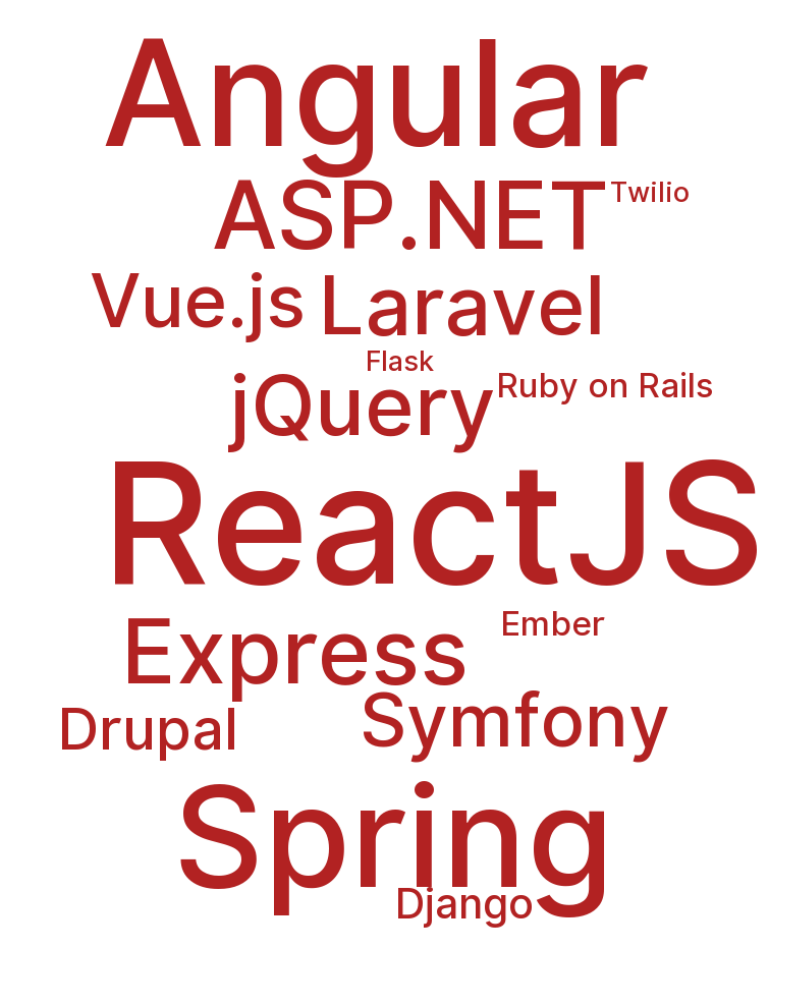 Angular
ASP.NET
Twilio
Vue.js
Laravel
Flask
jQuery
Ruby on Rails
ReactJS
Express
Ember
Drupal
Symfony
Spring
Django